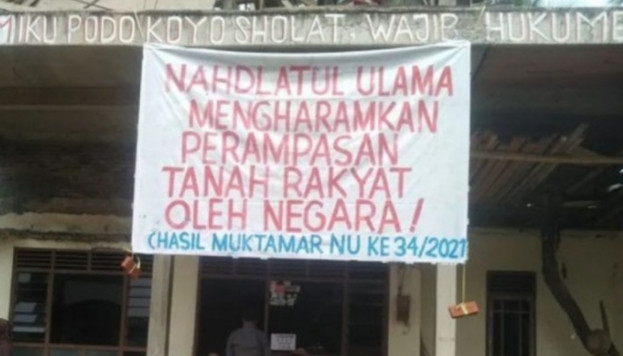 MIKU PODO KOYO SHOLAT, WAJIB HUKUME
NAHDLATUL ULAMA
MENGHARAMKAN
PERAMPASAN
TANAH RAKYAT
OLEH NEGARA!
(HASIL MUKTAMAR NU KE 34/2021